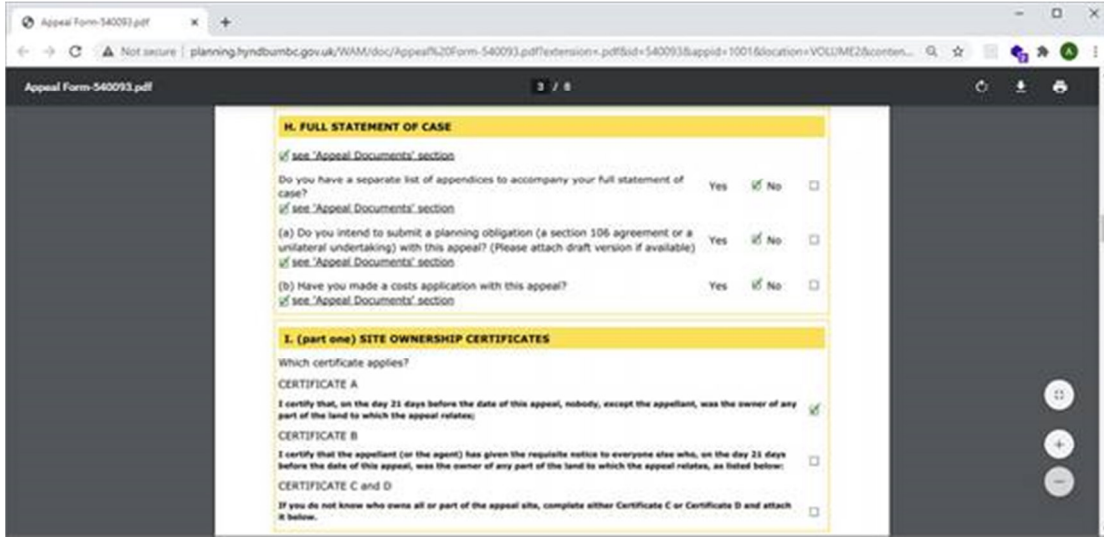 Appeal Form-540093.pdf
Not secure | planning.hyndburnbc.gov.uk/WAM/doc/Appeal%20Form-540093.pdf?extension=.pdf&id=540093&appid=1001&location=VOLUME2&conten...
Appeal Form-540093.pdf 3 / 8
H. FULL STATEMENT OF CASE
see 'Appeal Documents' section
Do you have a separate list of appendices to accompany your full statement of case? Yes No
see 'Appeal Documents' section
(a) Do you intend to submit a planning obligation (a section 106 agreement or a
unilateral undertaking) with this appeal? (Please attach draft version if available) Yes No
see 'Appeal Documents' section
(b) Have you made a costs application with this appeal? Yes No
see 'Appeal Documents' section
I. (part one) SITE OWNERSHIP CERTIFICATES
Which certificate applies?
CERTIFICATE A
I certify that, on the day 21 days before the date of this appeal, nobody, except the appellant, was the owner of any
part of the land to which the appeal relates;
CERTIFICATE B
I certify that the appellant (or the agent) has given the requisite notice to everyone else who, on the day 21 days
before the date of this appeal, was the owner of any part of the land to which the appeal relates, as listed below:
CERTIFICATE C and D
If you do not know who owns all or part of the appeal site, complete either Certificate C or Certificate D and attach
it below.